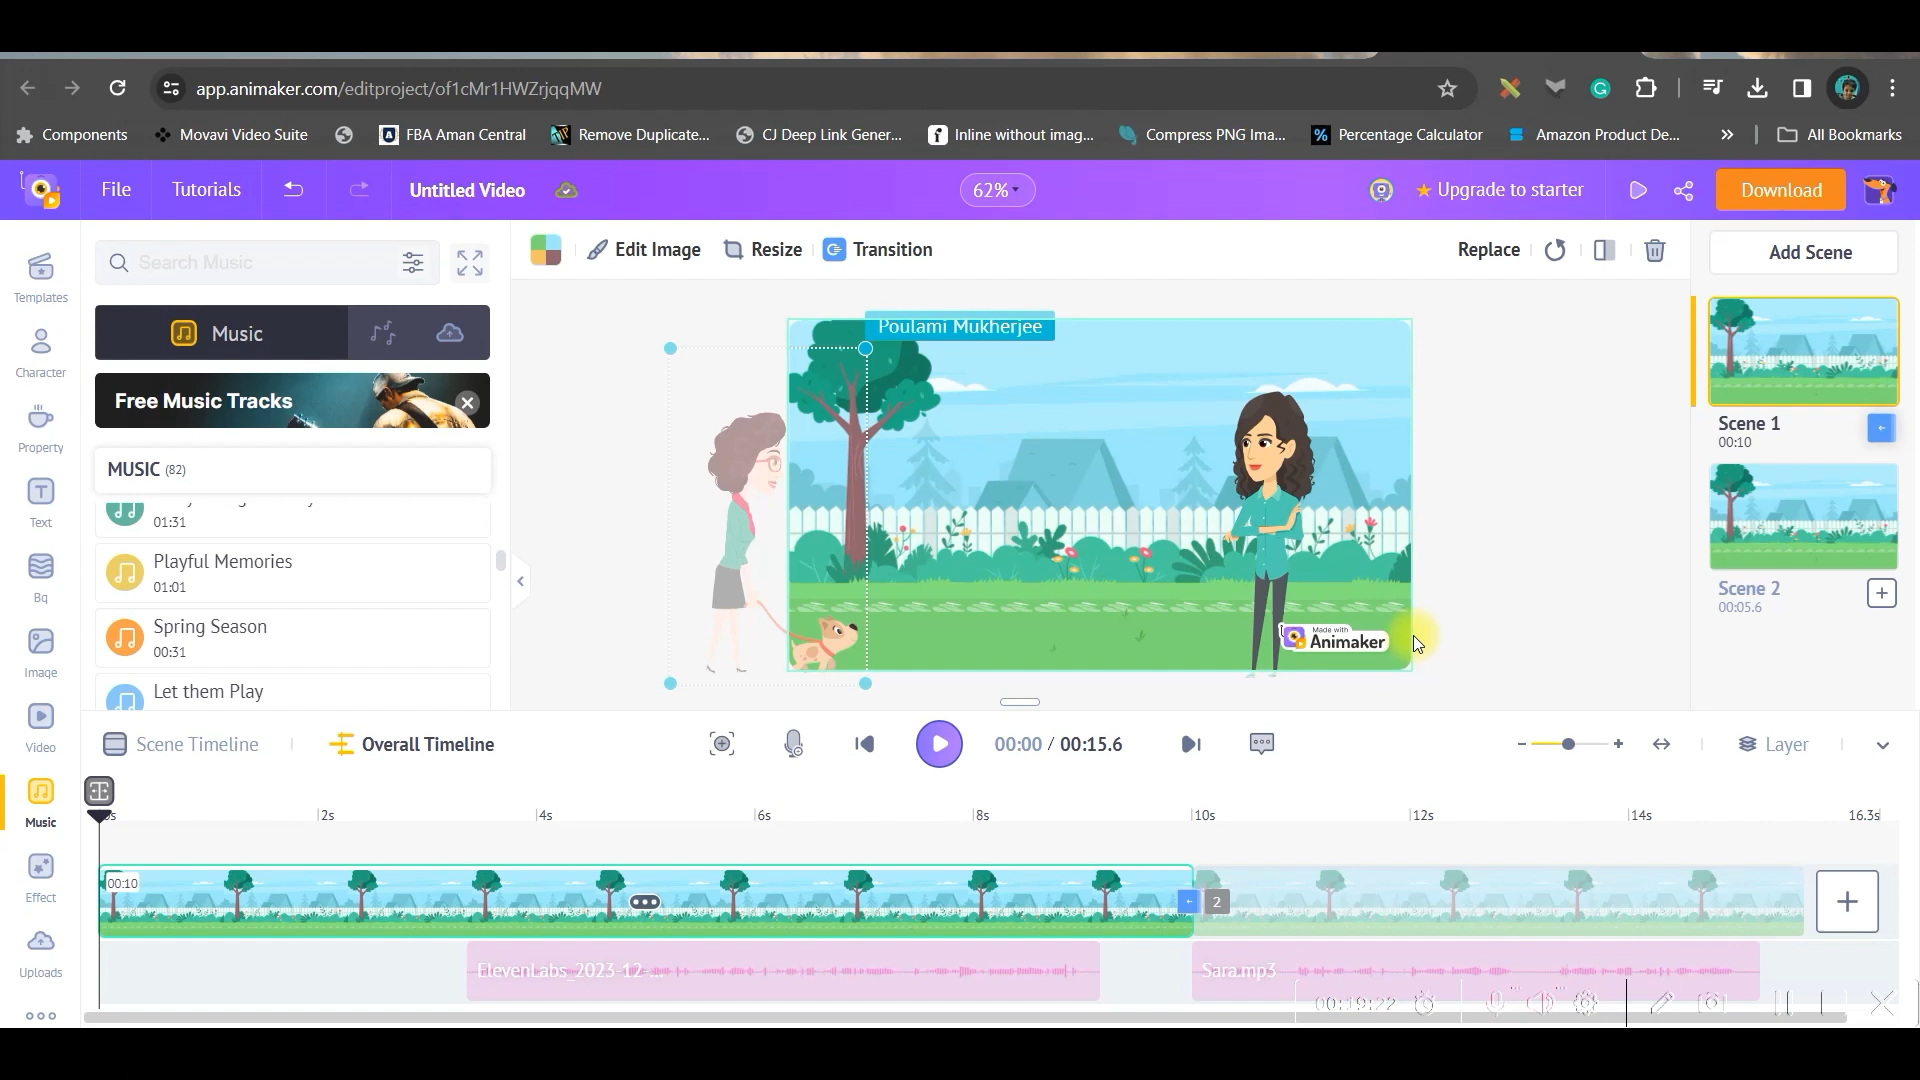 app.animaker.com/editproject/of1cMr1HWZrjqqMW
Components
Movavi Video Suite
FBA Aman Central
Remove Duplicate...
CJ Deep Link Gener...
Inline without imag...
Compress PNG Ima...
Percentage Calculator
Amazon Product De...
All Bookmarks
File
Tutorials
Untitled Video
62%
Upgrade to starter
Download
Search Music
Edit Image
Resize
Transition
Replace
Add Scene
Templates
Character
Property
Text
Bg
Image
Video
Music
Effect
Uploads
Music
Free Music Tracks
MUSIC (82)
01:31
Playful Memories
01:01
Spring Season
00:31
Let them Play
Poulami Mukherjee
Made with
Animaker
Scene 1
00:10
Scene 2
00:05.6
Scene Timeline
Overall Timeline
00:00 / 00:15.6
Layer
2s
4s
6s
8s
10s
12s
14s
16.3s
00:10
2
ElevenLabs_2023-12-...
Sara.mp3
00:19:22